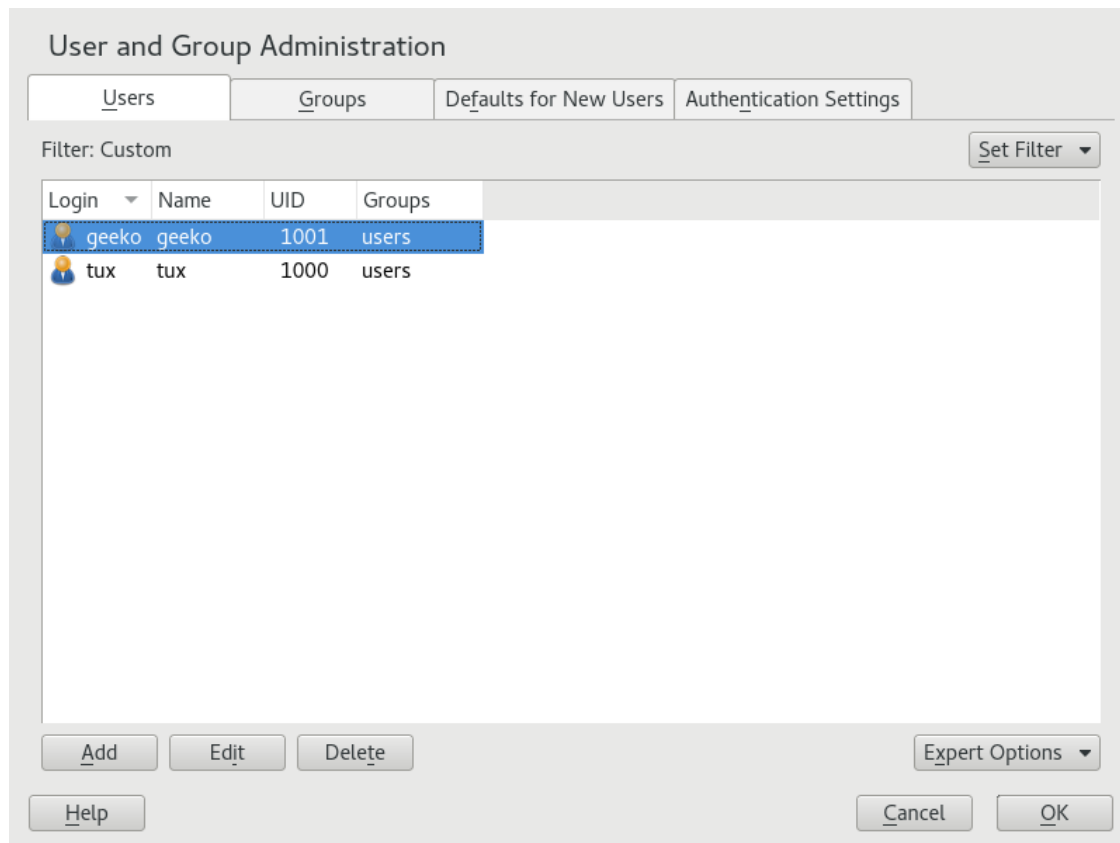 User and Group Administration
Users Groups Defaults for New Users Authentication Settings
Filter: Custom Set Filter
Login Name UID Groups
geeko geeko 1001 users
tux tux 1000 users
Add Edit Delete Expert Options
Help Cancel OK